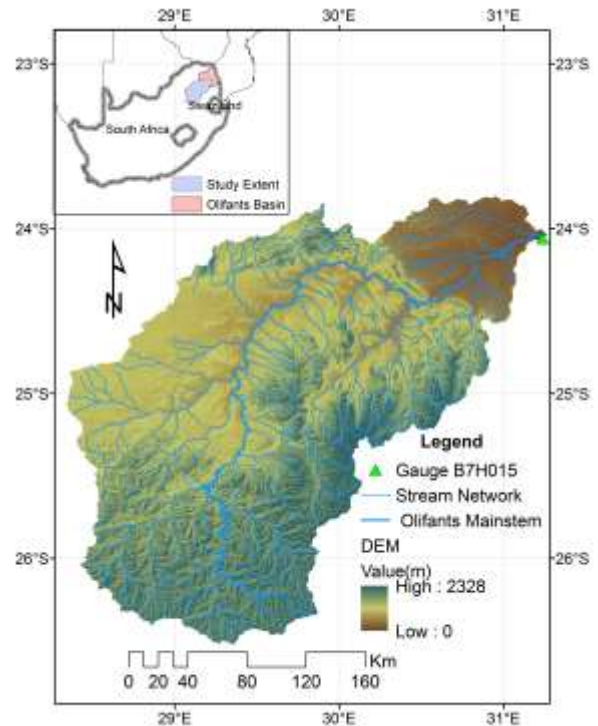 29°E 30°E 31°E
23°S 23°S
Swaziland
South Africa
Study Extent
Olifants Basin
24°S 24°S
N
25°S 25°S
Legend
Gauge B7H015
Stream Network
Olifants Mainstem
26°S 26°S
DEM
Value(m)
High : 2328
Low : 0
Km
0 20 40 80 120 160
29°E 30°E 31°E